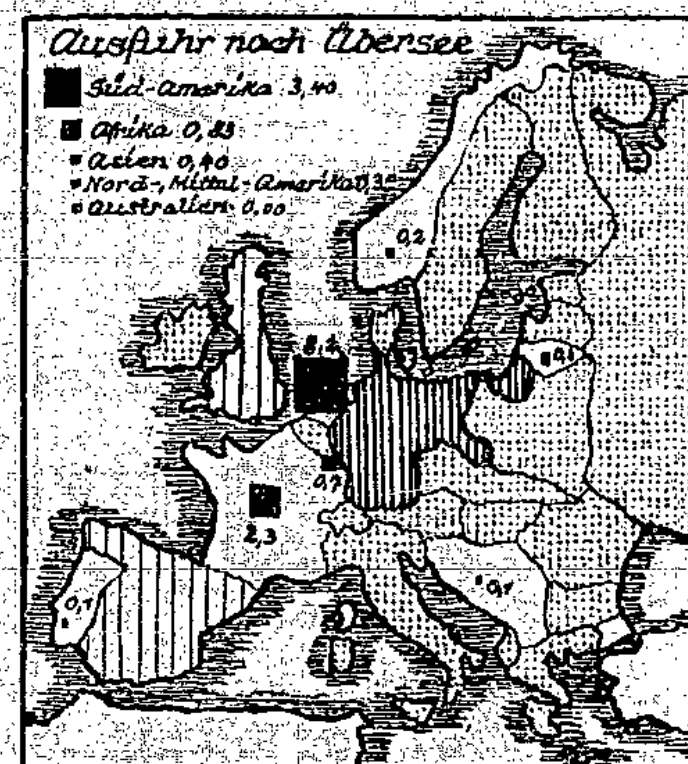 Ausfuhr nach Übersee
Süd-Amerika 3,40
Afrika 0,83
Asien 0,40
Nord-, Mittel-Amerika
Australien 0,00
0,2
2,3
0,1
0,1